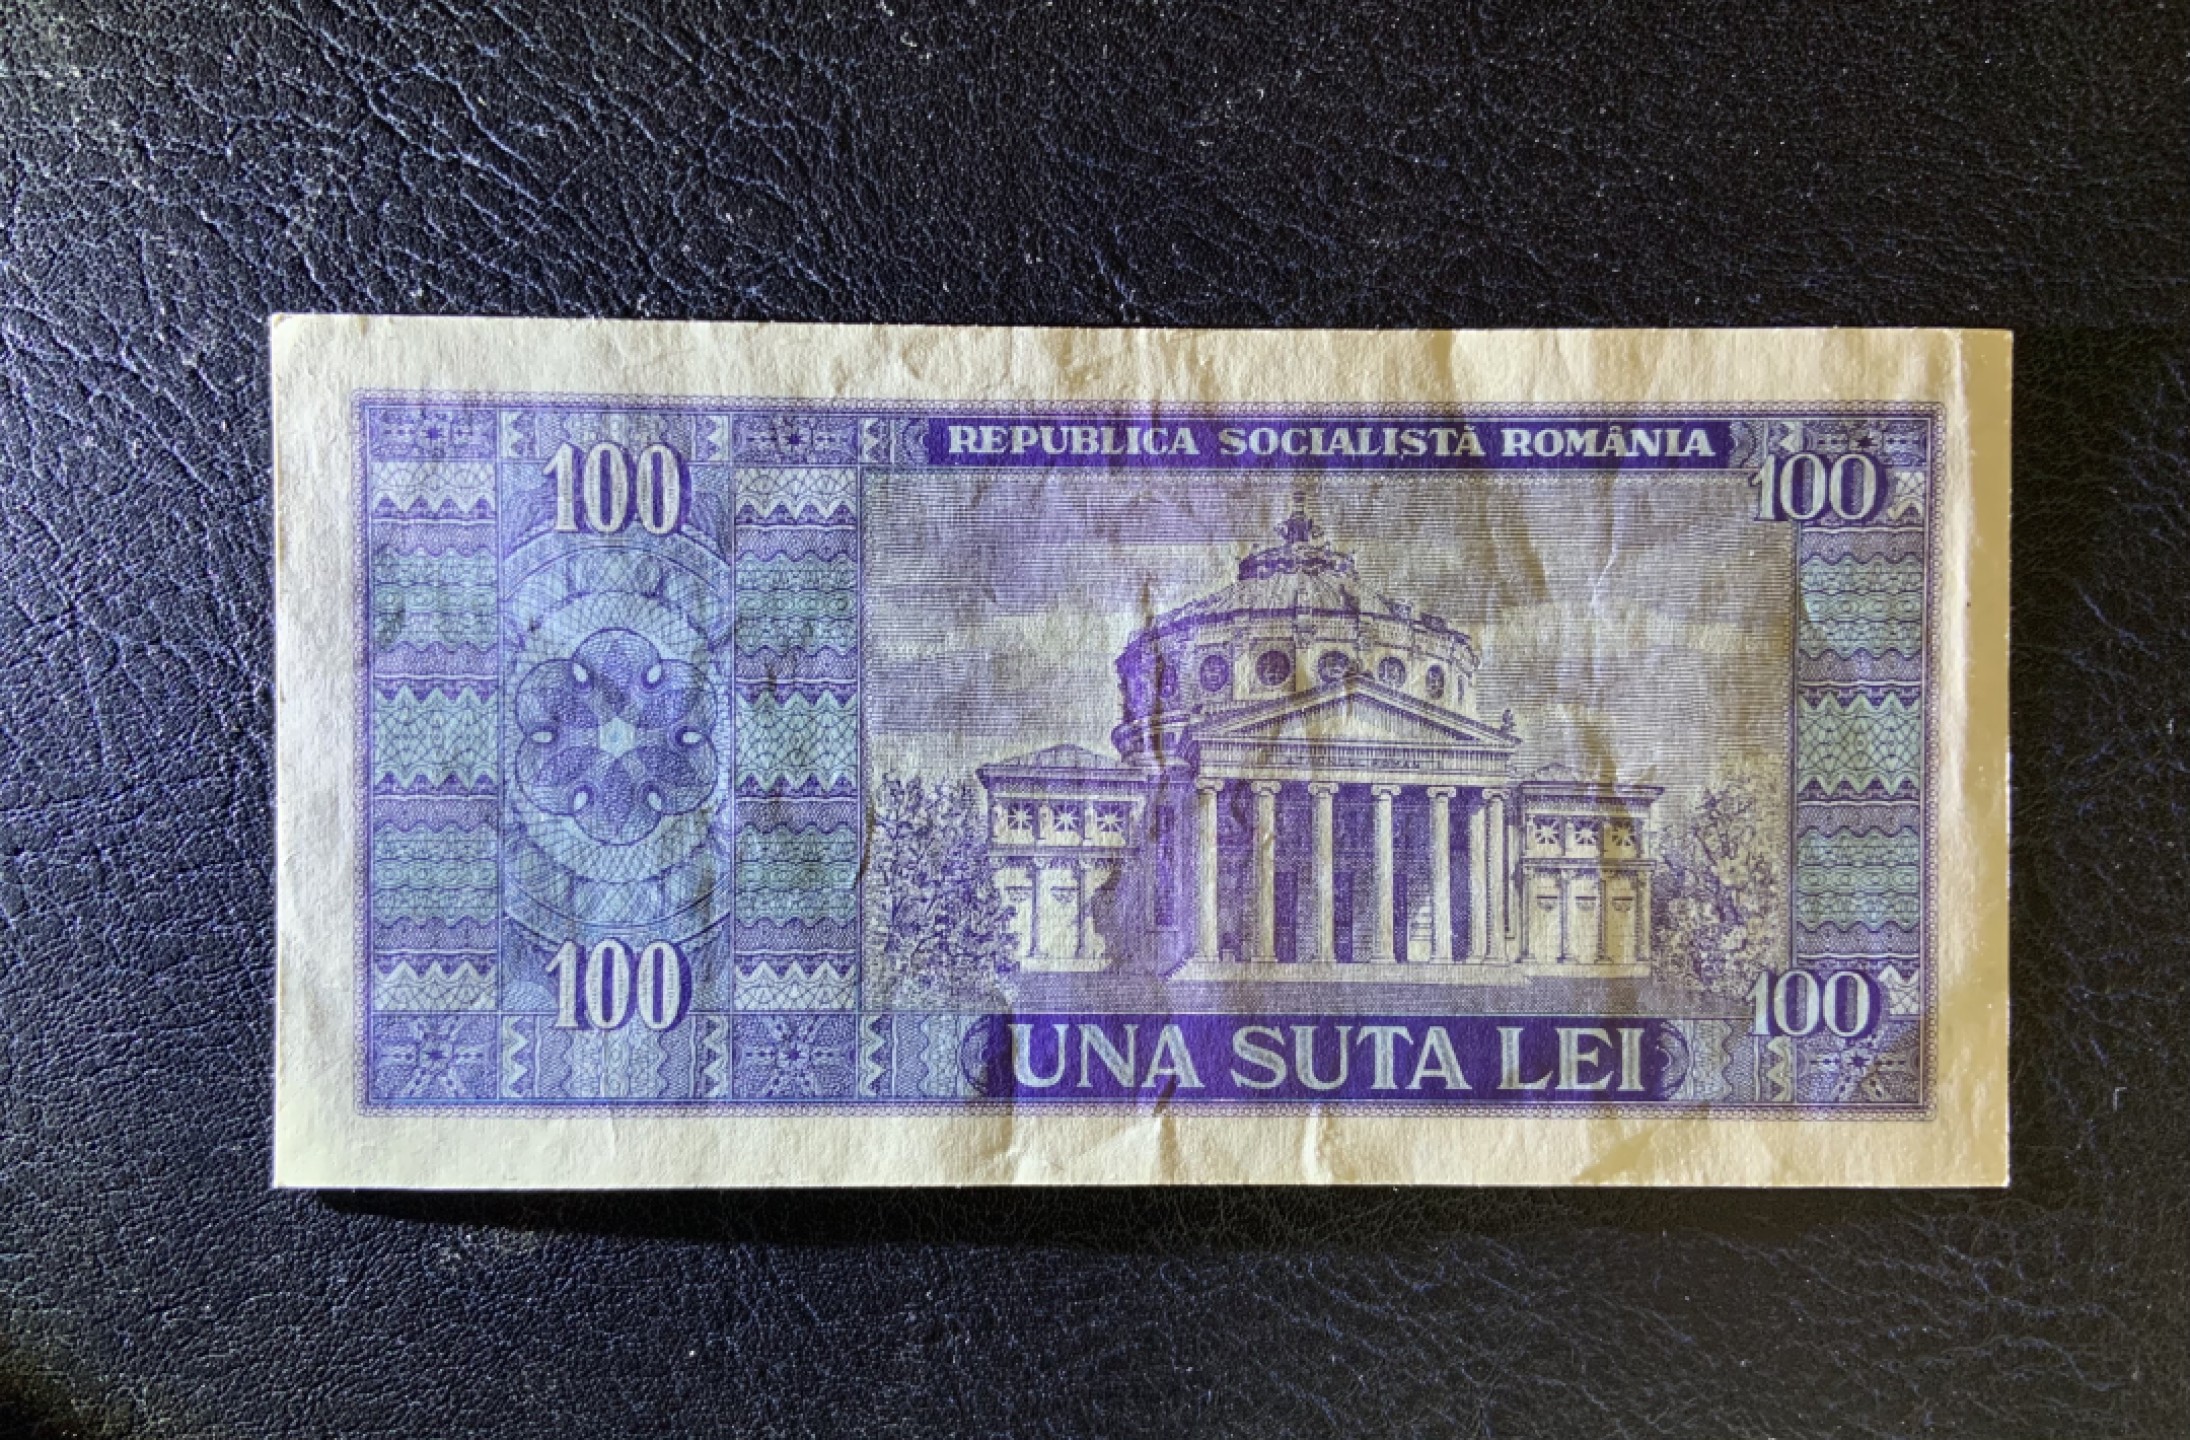 100
REPUBLICA SOCIALISTĂ ROMÂNIA
100
100
UNA SUTA LEI
100